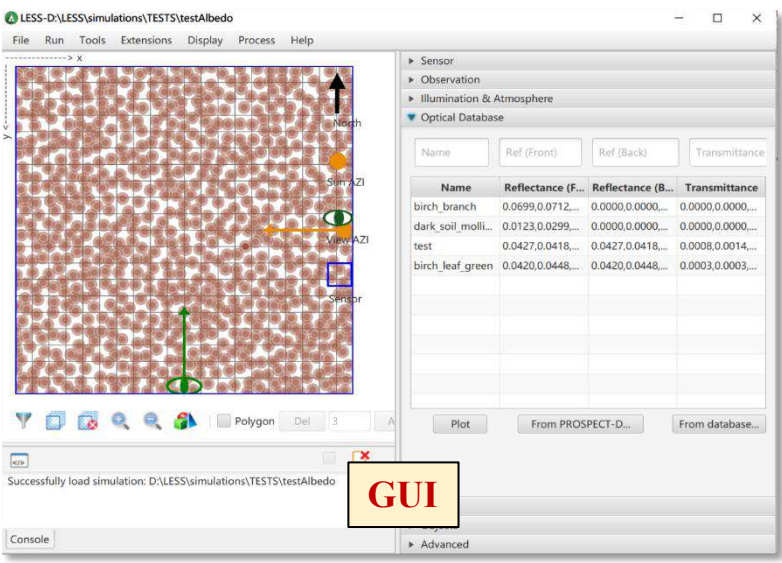 LESS-D:\LESS\simulations\TESTS\testAlbedo
File Run Tools Extensions Display Process Help
---------------> x
y <
North
Sun AZI
View AZI
Sensor
Polygon Del 3 A
Successfully load simulation: D:\LESS\simulations\TESTS\testAlbedo
Console
GUI
Sensor
Observation
Illumination & Atmosphere
Optical Database
Name Ref (Front) Ref (Back) Transmittance
Name Reflectance (F... Reflectance (B... Transmittance
birch_branch 0.0699,0.0712,... 0.0000,0.0000,... 0.0000,0.0000,...
dark_soil_molli... 0.0123,0.0299,... 0.0000,0.0000,... 0.0000,0.0000,...
test 0.0427,0.0418,... 0.0427,0.0418,... 0.0008,0.0014,...
birch_leaf_green 0.0420,0.0448,... 0.0420,0.0448,... 0.0003,0.0003,...
Plot From PROSPECT-D... From database...
Advanced